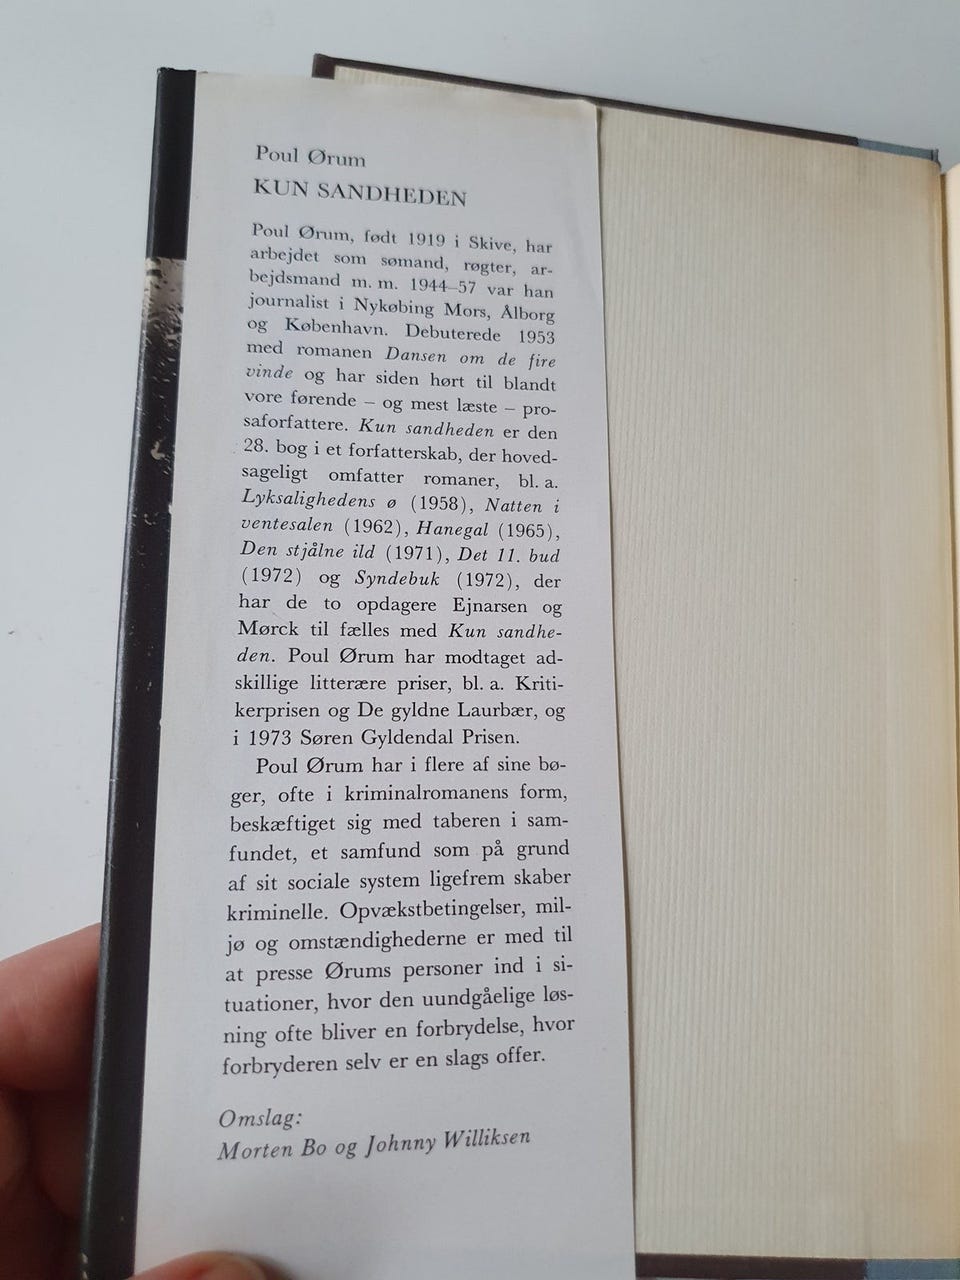 Poul Ørum
KUN SANDHEDEN
Poul Ørum, født 1919 i Skive, har
arbejdet som sømand, røgter, ar-
bejdsmand m. m. 1944–57 var han
journalist i Nykøbing Mors, Ålborg
og København. Debuterede 1953
med romanen Dansen om de fire
vinde og har siden hørt til blandt
vore førende – og mest læste – pro-
saforfattere. Kun sandheden er den
28. bog i et forfatterskab, der hoved-
sageligt omfatter romaner, bl. a.
Lyksalighedens ø (1958), Natten i
ventesalen (1962), Hanegal (1965),
Den stjålne ild (1971), Det 11. bud
(1972) og Syndebuk (1972), der
har de to opdagere Ejnarsen og
Mørck til fælles med Kun sandhe-
den. Poul Ørum har modtaget ad-
skillige litterære priser, bl. a. Kriti-
kerprisen og De gyldne Laurbær, og
i 1973 Søren Gyldendal Prisen.
Poul Ørum har i flere af sine bø-
ger, ofte i kriminalromanens form,
beskæftiget sig med taberen i sam-
fundet, et samfund som på grund
af sit sociale system ligefrem skaber
kriminelle. Opvækstbetingelser, mil-
jø og omstændighederne er med til
at presse Ørums personer ind i si-
tuationer, hvor den uundgåelige løs-
ning ofte bliver en forbrydelse, hvor
forbryderen selv er en slags offer.
Omslag:
Morten Bo og Johnny Williksen